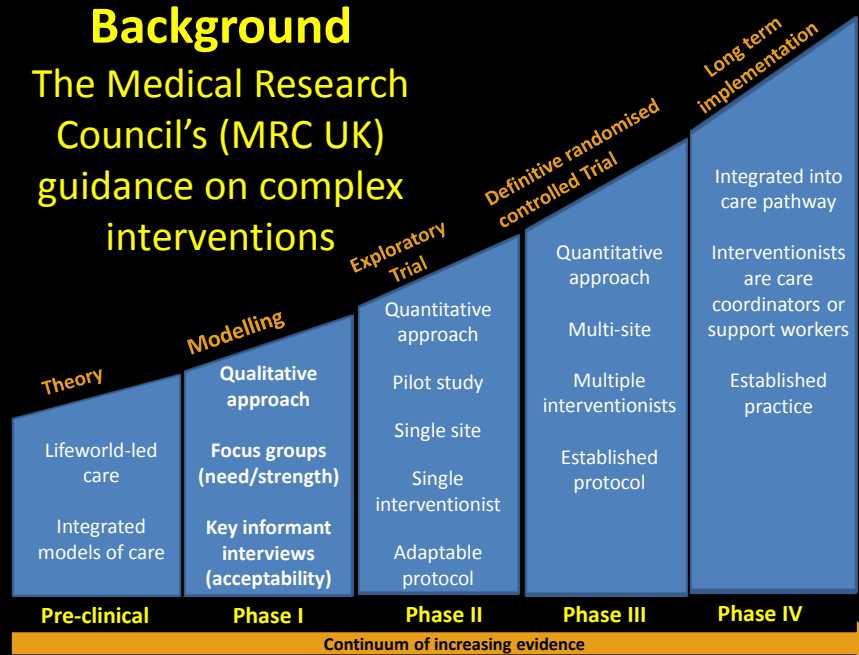 Background
The Medical Research
Council's (MRC UK)
guidance on complex
interventions
Theory
Lifeworld-led
care
Integrated
models of care
Pre-clinical
Modelling
Qualitative
approach
Focus groups
(need/strength)
Key informant
interviews
(acceptability)
Phase I
Exploratory
Trial
Quantitative
approach
Pilot study
Single site
Single
interventionist
Adaptable
protocol
Phase II
Definitive randomised
controlled Trial
Quantitative
approach
Multi-site
Multiple
interventionists
Established
protocol
Phase III
Long term
implementation
Integrated into
care pathway
Interventionists
are care
coordinators or
support workers
Established
practice
Phase IV
Continuum of increasing evidence